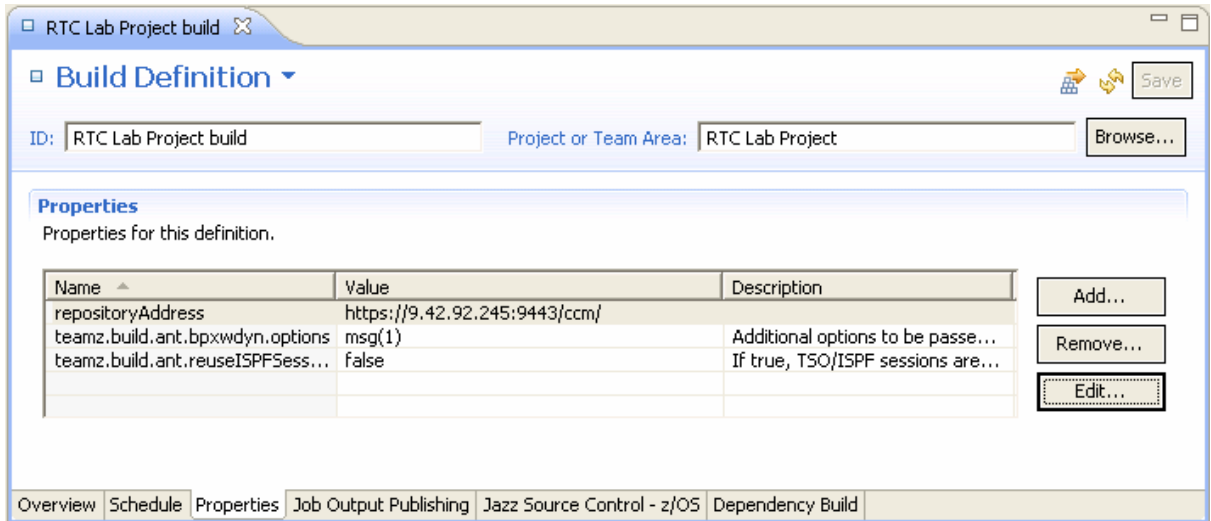 RTC Lab Project build
Build Definition
Save
ID: RTC Lab Project build Project or Team Area: RTC Lab Project Browse...
Properties
Properties for this definition.
Name Value Description
Add...
repositoryAddress https://9.42.92.245:9443/ccm/
teamz.build.ant.bpxwdyn.options msg(1) Additional options to be passe...
Remove...
teamz.build.ant.reuseISPFSess... false If true, TSO/ISPF sessions are...
Edit...
Overview Schedule Properties Job Output Publishing Jazz Source Control - z/OS Dependency Build